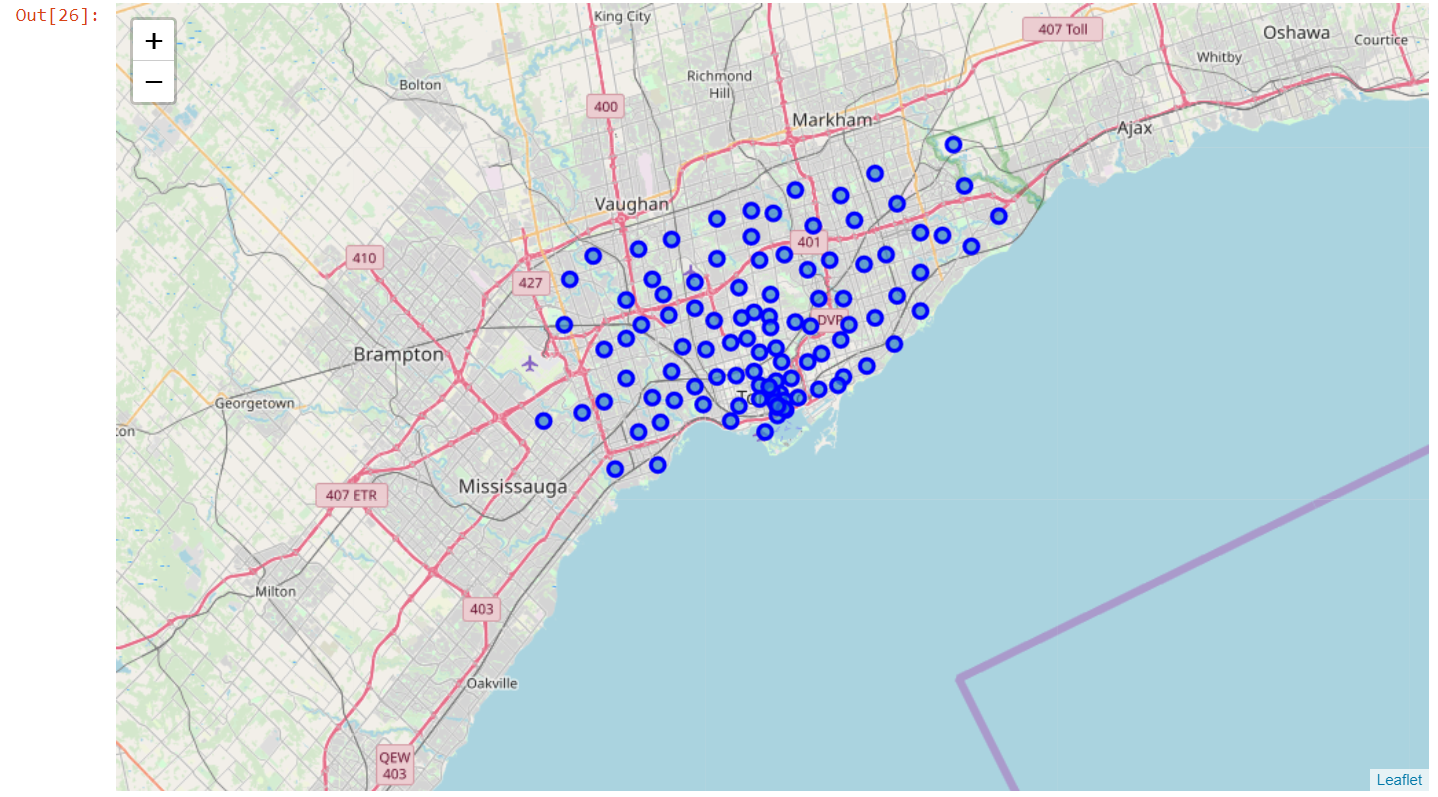 Out[26]:
+
−
King City
407 Toll
Oshawa
Courtice
Whitby
Richmond
Hill
Bolton
400
Markham
Ajax
Vaughan
401
410
427
DVP
Brampton
Georgetown
To
ton
Mississauga
407 ETR
Milton
403
Oakville
QEW
403
Leaflet